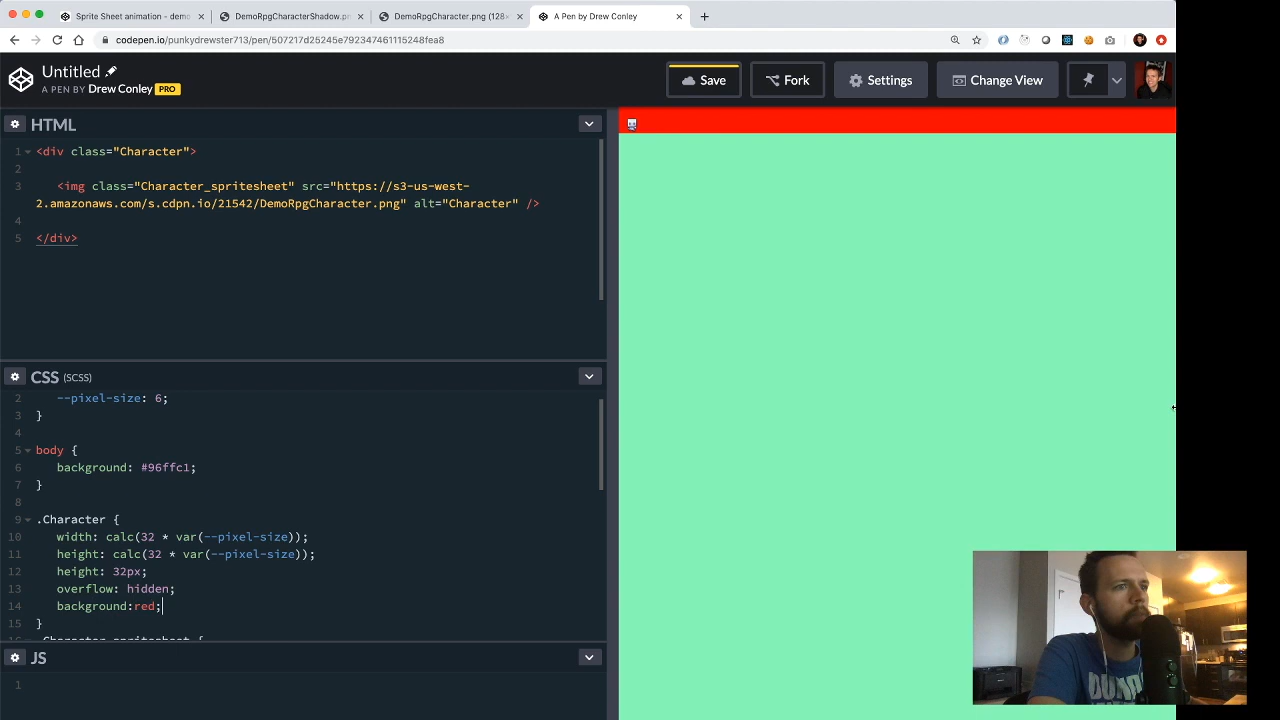 Sprite Sheet animation - demo
DemoRpgCharacterShadow.pn
DemoRpgCharacter.png (128×
A Pen by Drew Conley
codepen.io/punkydrewster713/pen/507217d25245e792347461115248fea8
Untitled
A PEN BY Drew Conley PRO
Save
Fork
Settings
Change View
HTML
1 <div class="Character">
2
3 <img class="Character_spritesheet" src="https://s3-us-west-
2.amazonaws.com/s.cdpn.io/21542/DemoRpgCharacter.png" alt="Character" />
4
5 </div>
CSS (SCSS)
2 --pixel-size: 6;
3 }
4
5 body {
6 background: #96ffc1;
7 }
8
9 .Character {
10 width: calc(32 * var(--pixel-size));
11 height: calc(32 * var(--pixel-size));
12 height: 32px;
13 overflow: hidden;
14 background:red;
15 }
16 .Character_spritesheet {
JS
1